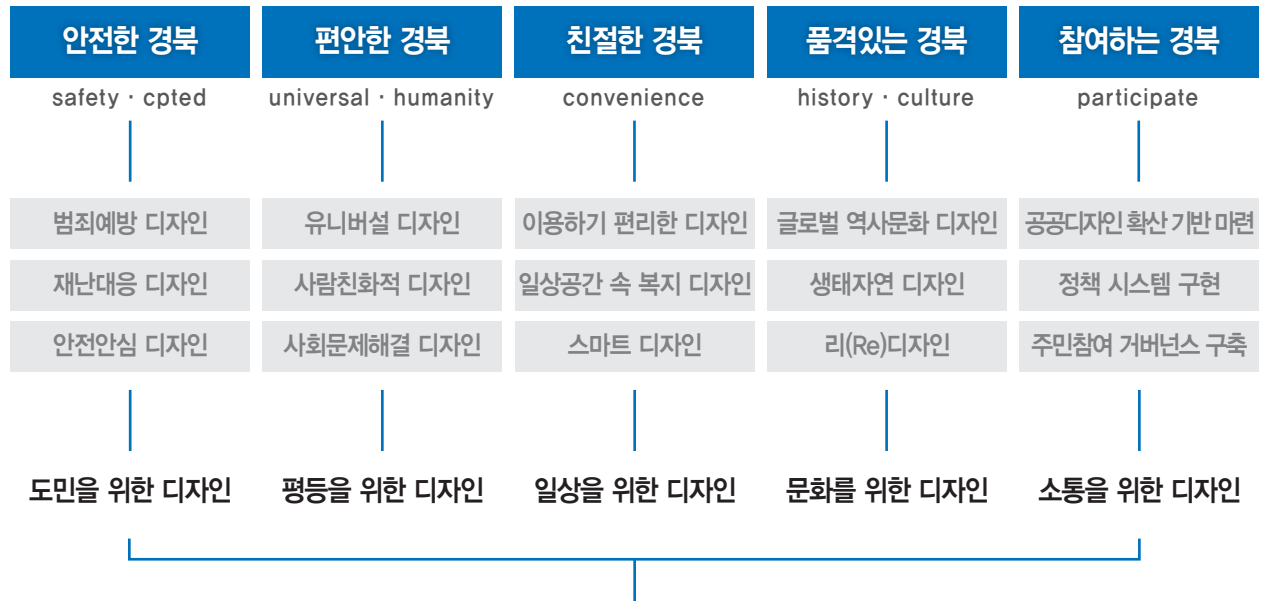 안전한 경북
편안한 경북
친절한 경북
품격있는 경북
참여하는 경북
safety · cpted
universal · humanity
convenience
history · culture
participate
범죄예방 디자인
유니버설 디자인
이용하기 편리한 디자인
글로벌 역사문화 디자인
공공디자인 확산 기반 마련
재난대응 디자인
사람친화적 디자인
일상공간 속 복지 디자인
생태자연 디자인
정책 시스템 구현
안전안심 디자인
사회문제해결 디자인
스마트 디자인
리(Re)디자인
주민참여 거버넌스 구축
도민을 위한 디자인
평등을 위한 디자인
일상을 위한 디자인
문화를 위한 디자인
소통을 위한 디자인